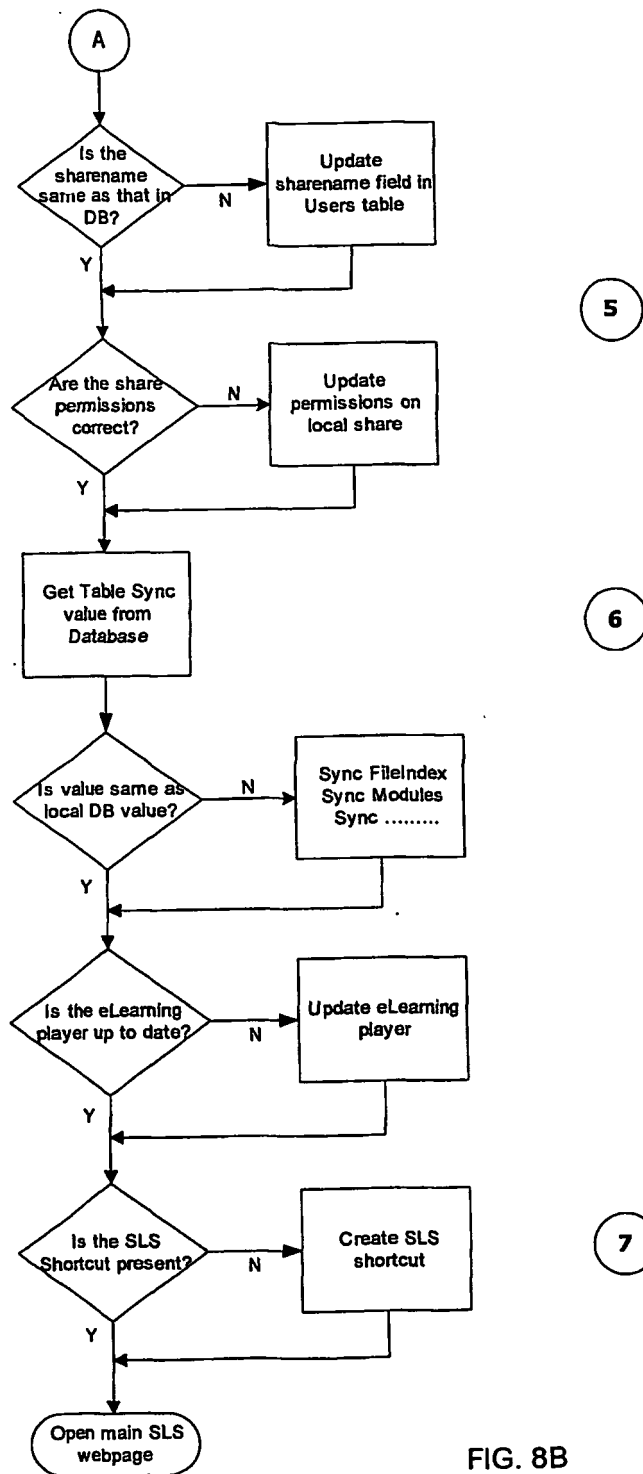 A
Is the
sharename
same as that in
DB?
N
Y
Update
sharename field in
Users table
5
Are the share
permissions
correct?
N
Y
Update
permissions on
local share
Get Table Sync
value from
Database
6
Is value same as
local DB value?
N
Y
Sync FileIndex
Sync Modules
Sync .........
Is the eLearning
player up to date?
N
Y
Update eLearning
player
Is the SLS
Shortcut present?
N
Y
Create SLS
shortcut
7
Open main SLS
webpage
FIG. 8B